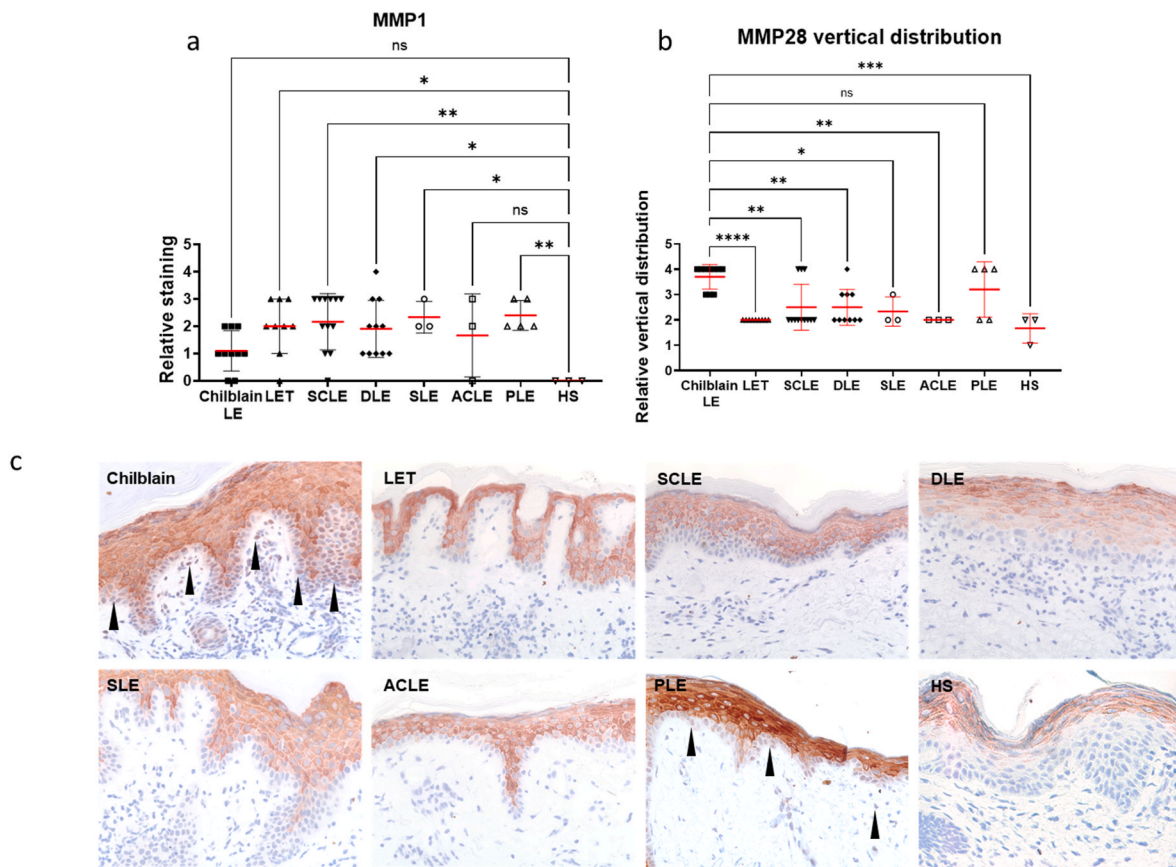 a
MMP1
ns
*
**
*
*
ns
**
Relative staining
5
4
3
2
1
0
Chilblain LE
LET
SCLE
DLE
SLE
ACLE
PLE
HS
b
MMP28 vertical distribution
***
ns
**
*
**
**
****
Relative vertical distribution
5
4
3
2
1
0
Chilblain LE
LET
SCLE
DLE
SLE
ACLE
PLE
HS
c
Chilblain
LET
SCLE
DLE
SLE
ACLE
PLE
HS